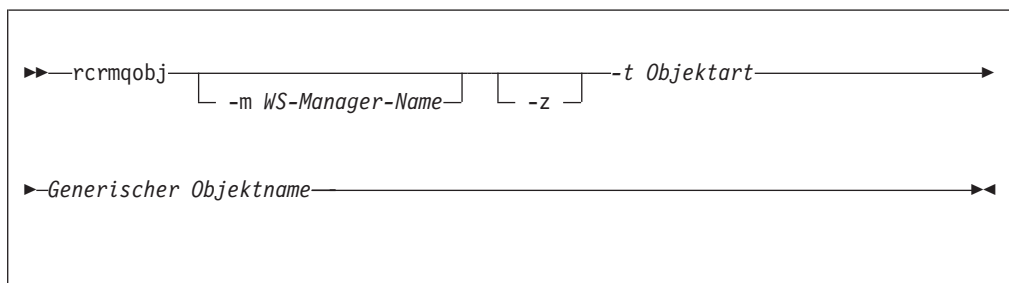 rcrmqobj -m WS-Manager-Name -z -t Objektart
Generischer Objektname